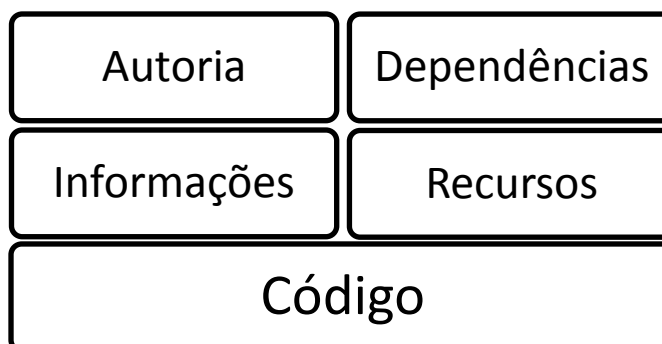 Autoria
Dependências
Informações
Recursos
Código